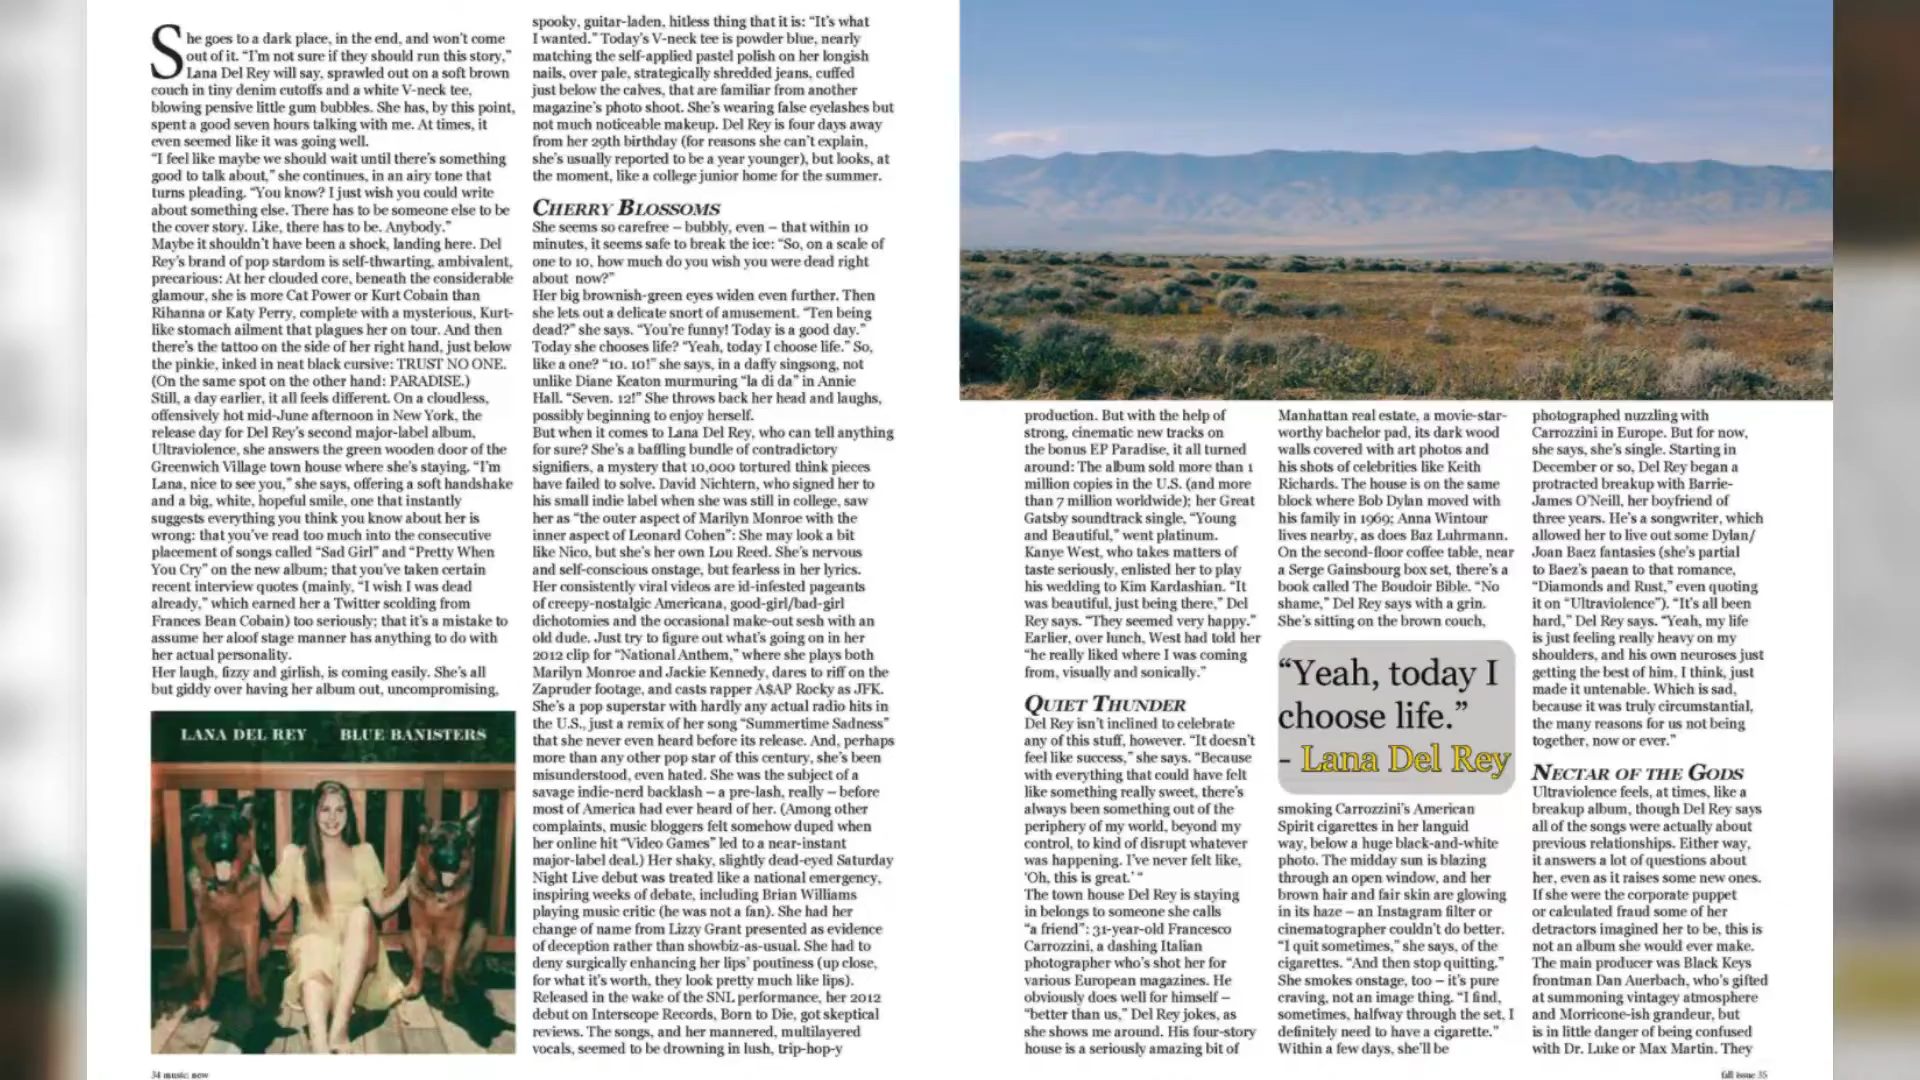 She goes to a dark place, in the end, and won’t come
out of it. “I’m not sure if they should run this story,”
Lana Del Rey will say, sprawled out on a soft brown
couch in tiny denim cutoffs and a white V-neck tee,
blowing pensive little gum bubbles. She has, by this point,
spent a good seven hours talking with me. At times, it
even seemed like it was going well.
“I feel like maybe we should wait until there’s something
good to talk about,” she continues, in an airy tone that
turns pleading. “You know? I just wish you could write
about something else. There has to be someone else to be
the cover story. Like, there has to be. Anybody.”
Maybe it shouldn’t have been a shock, landing here. Del
Rey’s brand of pop stardom is self-thwarting, ambivalent,
precarious: At her clouded core, beneath the considerable
glamour, she is more Cat Power or Kurt Cobain than
Rihanna or Katy Perry, complete with a mysterious, Kurt-
like stomach ailment that plagues her on tour. And then
there’s the tattoo on the side of her right hand, just below
the pinkie, inked in neat black cursive: TRUST NO ONE.
(On the same spot on the other hand: PARADISE.)
Still, a day earlier, it all feels different. On a cloudless,
offensively hot mid-June afternoon in New York, the
release day for Del Rey’s second major-label album,
Ultraviolence, she answers the green wooden door of the
Greenwich Village town house where she’s staying. “I’m
Lana, nice to see you,” she says, offering a soft handshake
and a big, white, hopeful smile, one that instantly
suggests everything you think you know about her is
wrong: that you’ve read too much into the consecutive
placement of songs called “Sad Girl” and “Pretty When
You Cry” on the new album; that you’ve taken certain
recent interview quotes (mainly, “I wish I was dead
already,” which earned her a Twitter scolding from
Frances Bean Cobain) too seriously; that it’s a mistake to
assume her aloof stage manner has anything to do with
her actual personality.
Her laugh, fizzy and girlish, is coming easily. She’s all
but giddy over having her album out, uncompromising,
LANA DEL REY BLUE BANISTERS
34 music: new
spooky, guitar-laden, hitless thing that it is: “It’s what
I wanted.” Today’s V-neck tee is powder blue, nearly
matching the self-applied pastel polish on her longish
nails, over pale, strategically shredded jeans, cuffed
just below the calves, that are familiar from another
magazine’s photo shoot. She’s wearing false eyelashes but
not much noticeable makeup. Del Rey is four days away
from her 29th birthday (for reasons she can’t explain,
she’s usually reported to be a year younger), but looks, at
the moment, like a college junior home for the summer.
CHERRY BLOSSOMS
She seems so carefree – bubbly, even – that within 10
minutes, it seems safe to break the ice: “So, on a scale of
one to 10, how much do you wish you were dead right
about now?”
Her big brownish-green eyes widen even further. Then
she lets out a delicate snort of amusement. “Ten being
dead?” she says. “You’re funny! Today is a good day.”
Today she chooses life? “Yeah, today I choose life.” So,
like a one? “10. 10!” she says, in a daffy singsong, not
unlike Diane Keaton murmuring “la di da” in Annie
Hall. “Seven. 12!” She throws back her head and laughs,
possibly beginning to enjoy herself.
But when it comes to Lana Del Rey, who can tell anything
for sure? She’s a baffling bundle of contradictory
signifiers, a mystery that 10,000 tortured think pieces
have failed to solve. David Nichtern, who signed her to
his small indie label when she was still in college, saw
her as “the outer aspect of Marilyn Monroe with the
inner aspect of Leonard Cohen”: She may look a bit
like Nico, but she’s her own Lou Reed. She’s nervous
and self-conscious onstage, but fearless in her lyrics.
Her consistently viral videos are id-infested pageants
of creepy-nostalgic Americana, good-girl/bad-girl
dichotomies and the occasional make-out sesh with an
old dude. Just try to figure out what’s going on in her
2012 clip for “National Anthem,” where she plays both
Marilyn Monroe and Jackie Kennedy, dares to riff on the
Zapruder footage, and casts rapper A$AP Rocky as JFK.
She’s a pop superstar with hardly any actual radio hits in
the U.S., just a remix of her song “Summertime Sadness”
that she never even heard before its release. And, perhaps
more than any other pop star of this century, she’s been
misunderstood, even hated. She was the subject of a
savage indie-nerd backlash – a pre-lash, really – before
most of America had ever heard of her. (Among other
complaints, music bloggers felt somehow duped when
her online hit “Video Games” led to a near-instant
major-label deal.) Her shaky, slightly dead-eyed Saturday
Night Live debut was treated like a national emergency,
inspiring weeks of debate, including Brian Williams
playing music critic (he was not a fan). She had her
change of name from Lizzy Grant presented as evidence
of deception rather than showbiz-as-usual. She had to
deny surgically enhancing her lips’ poutiness (up close,
for what it’s worth, they look pretty much like lips).
Released in the wake of the SNL performance, her 2012
debut on Interscope Records, Born to Die, got skeptical
reviews. The songs, and her mannered, multilayered
vocals, seemed to be drowning in lush, trip-hop-y
production. But with the help of
strong, cinematic new tracks on
the bonus EP Paradise, it all turned
around: The album sold more than 1
million copies in the U.S. (and more
than 7 million worldwide); her Great
Gatsby soundtrack single, “Young
and Beautiful,” went platinum.
Kanye West, who takes matters of
taste seriously, enlisted her to play
his wedding to Kim Kardashian. “It
was beautiful, just being there,” Del
Rey says. “They seemed very happy.”
Earlier, over lunch, West had told her
“he really liked where I was coming
from, visually and sonically.”
QUIET THUNDER
Del Rey isn’t inclined to celebrate
any of this stuff, however. “It doesn’t
feel like success,” she says. “Because
with everything that could have felt
like something really sweet, there’s
always been something out of the
periphery of my world, beyond my
control, to kind of disrupt whatever
was happening. I’ve never felt like,
‘Oh, this is great.’ “
The town house Del Rey is staying
in belongs to someone she calls
“a friend”: 31-year-old Francesco
Carrozzini, a dashing Italian
photographer who’s shot her for
various European magazines. He
obviously does well for himself –
“better than us,” Del Rey jokes, as
she shows me around. His four-story
house is a seriously amazing bit of
Manhattan real estate, a movie-star-
worthy bachelor pad, its dark wood
walls covered with art photos and
his shots of celebrities like Keith
Richards. The house is on the same
block where Bob Dylan moved with
his family in 1969; Anna Wintour
lives nearby, as does Baz Luhrmann.
On the second-floor coffee table, near
a Serge Gainsbourg box set, there’s a
book called The Boudoir Bible. “No
shame,” Del Rey says with a grin.
She’s sitting on the brown couch,
“Yeah, today I
choose life.”
- Lana Del Rey
smoking Carrozzini’s American
Spirit cigarettes in her languid
way, below a huge black-and-white
photo. The midday sun is blazing
through an open window, and her
brown hair and fair skin are glowing
in its haze – an Instagram filter or
cinematographer couldn’t do better.
“I quit sometimes,” she says, of the
cigarettes. “And then stop quitting.”
She smokes onstage, too – it’s pure
craving, not an image thing. “I find,
sometimes, halfway through the set, I
definitely need to have a cigarette.”
Within a few days, she’ll be
photographed nuzzling with
Carrozzini in Europe. But for now,
she says, she’s single. Starting in
December or so, Del Rey began a
protracted breakup with Barrie-
James O’Neill, her boyfriend of
three years. He’s a songwriter, which
allowed her to live out some Dylan/
Joan Baez fantasies (she’s partial
to Baez’s paean to that romance,
“Diamonds and Rust,” even quoting
it on “Ultraviolence”). “It’s all been
hard,” Del Rey says. “Yeah, my life
is just feeling really heavy on my
shoulders, and his own neuroses just
getting the best of him, I think, just
made it untenable. Which is sad,
because it was truly circumstantial,
the many reasons for us not being
together, now or ever.”
NECTAR OF THE GODS
Ultraviolence feels, at times, like a
breakup album, though Del Rey says
all of the songs were actually about
previous relationships. Either way,
it answers a lot of questions about
her, even as it raises some new ones.
If she were the corporate puppet
or calculated fraud some of her
detractors imagined her to be, this is
not an album she would ever make.
The main producer was Black Keys
frontman Dan Auerbach, who’s gifted
at summoning vintagey atmosphere
and Morricone-ish grandeur, but
is in little danger of being confused
with Dr. Luke or Max Martin. They
fall issue 35